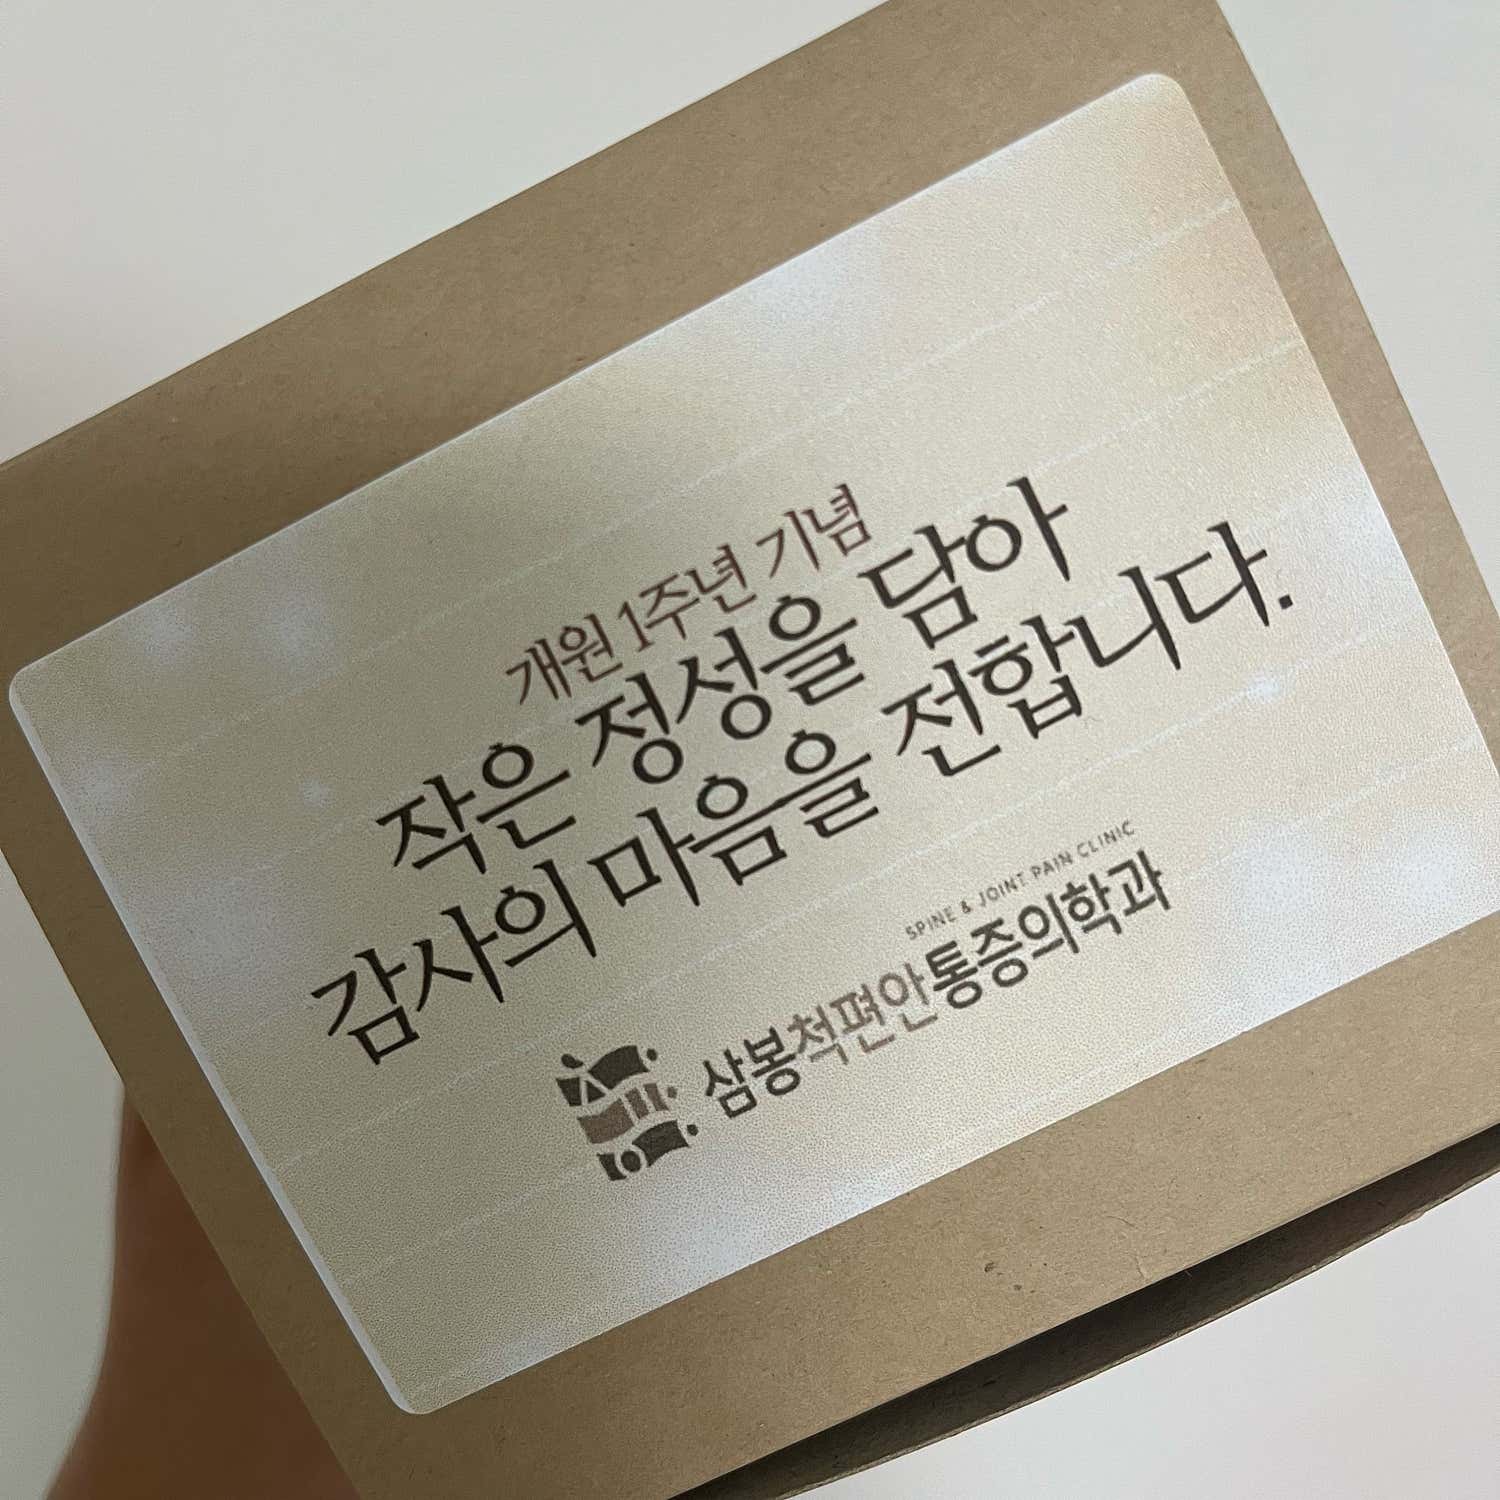 개원 1주년 기념
작은 정성을 담아
감사의 마음을 전합니다.
SPINE & JOINT PAIN CLINIC
삼봉척편안통증의학과